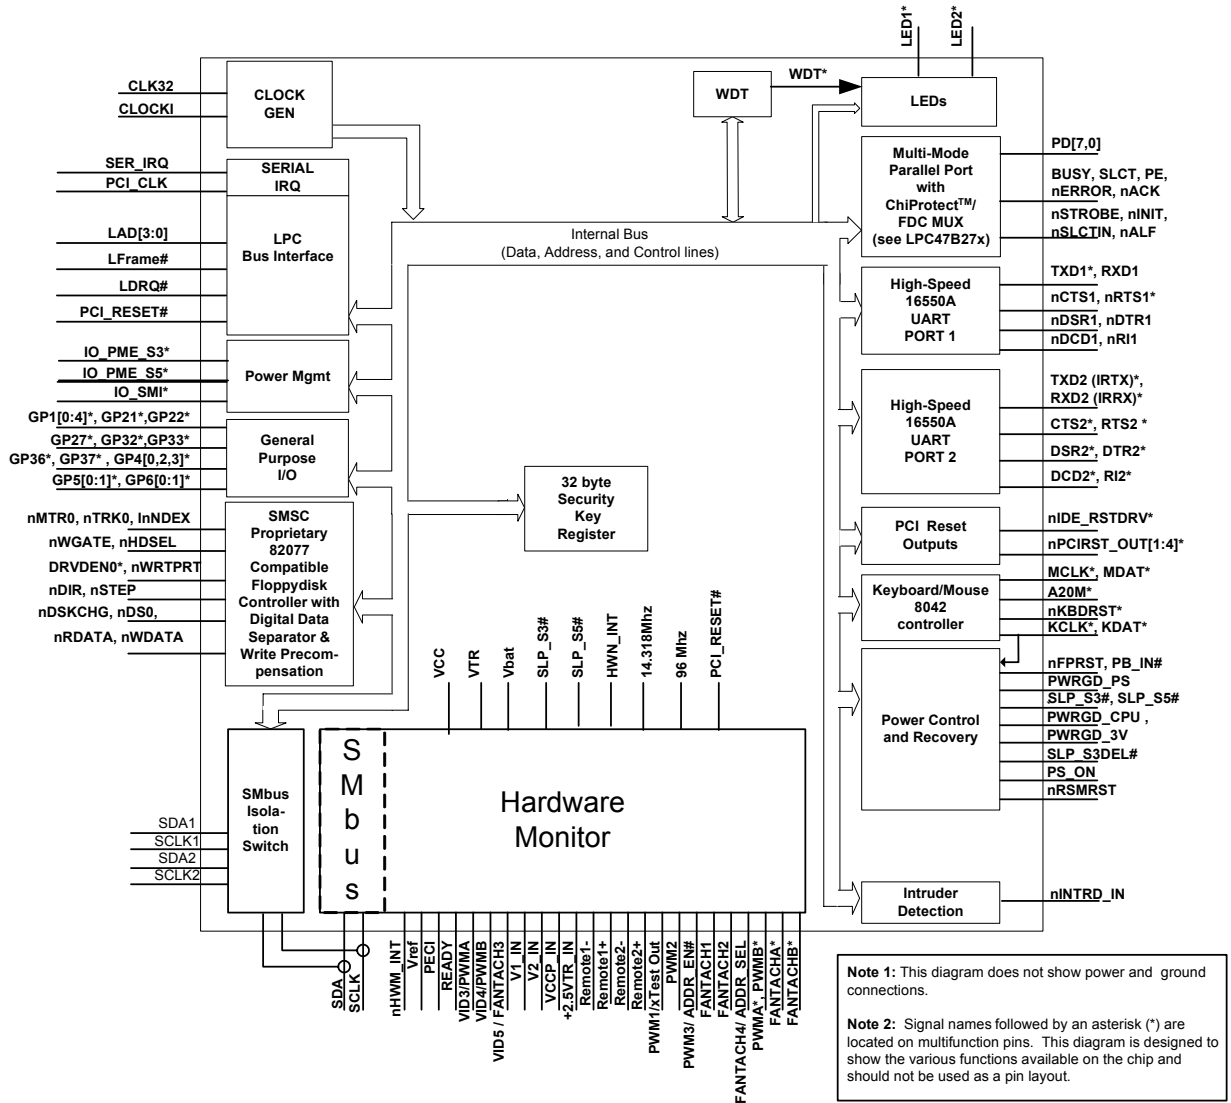 LED1*
LED2*
CLK32
CLOCKI
CLOCK
GEN
WDT
WDT*
LEDs
SER_IRQ
PCI_CLK
SERIAL
IRQ
LAD[3:0]
LFrame#
LDRQ#
PCI_RESET#
LPC
Bus Interface
Internal Bus
(Data, Address, and Control lines)
Multi-Mode
Parallel Port
with
ChiProtect™/
FDC MUX
(see LPC47B27x)
PD[7,0]
BUSY, SLCT, PE,
nERROR, nACK
nSTROBE, nINIT,
nSLCTIN, nALF
High-Speed
16550A
UART
PORT 1
TXD1*, RXD1
nCTS1, nRTS1*
nDSR1, nDTR1
nDCD1, nRI1
IO_PME_S3*
IO_PME_S5*
IO_SMI*
Power Mgmt
High-Speed
16550A
UART
PORT 2
TXD2 (IRTX)*,
RXD2 (IRRX)*
CTS2*, RTS2 *
DSR2*, DTR2*
DCD2*, RI2*
GP1[0:4]*, GP21*,GP22*
GP27*, GP32*,GP33*
GP36*, GP37* , GP4[0,2,3]*
GP5[0:1]*, GP6[0:1]*
General
Purpose
I/O
32 byte
Security
Key
Register
nMTR0, nTRK0, InNDEX
nWGATE, nHDSEL
DRVDEN0*, nWRTPRT
nDIR, nSTEP
nDSKCHG, nDS0,
nRDATA, nWDATA
SMSC
Proprietary
82077
Compatible
Floppydisk
Controller with
Digital Data
Separator &
Write Precom-
pensation
PCI Reset
Outputs
nIDE_RSTDRV*
nPCIRST_OUT[1:4]*
Keyboard/Mouse
8042
controller
MCLK*, MDAT*
A20M*
nKBDRST*
KCLK*, KDAT*
Power Control
and Recovery
nFPRST, PB_IN#
PWRGD_PS
SLP_S3#, SLP_S5#
PWRGD_CPU ,
PWRGD_3V
SLP_S3DEL#
PS_ON
nRSMRST
VCC
VTR
Vbat
SLP_S3#
SLP_S5#
HWN_INT
14.318Mhz
96 Mhz
PCI_RESET#
SMbus
Isola-
tion
Switch
SDA1
SCLK1
SDA2
SCLK2
S
M
b
u
s
Hardware
Monitor
Intruder
Detection
nINTRD_IN
SDA
SCLK
nHWM_INT
Vref
PECI
READY
VID3/PWMA
VID4/PWMB
VID5 / FANTACH3
V1_IN
V2_IN
VCCP_IN
+2.5VTR_IN
Remote1-
Remote1+
Remote2-
Remote2+
PWM1/xTest Out
PWM2
PWM3/ ADDR_EN#
FANTACH1
FANTACH2
FANTACH4/ ADDR_SEL
PWMA*, PWMB*
FANTACHA*
FANTACHB*
Note 1: This diagram does not show power and ground
connections.
Note 2: Signal names followed by an asterisk (*) are
located on multifunction pins. This diagram is designed to
show the various functions available on the chip and
should not be used as a pin layout.